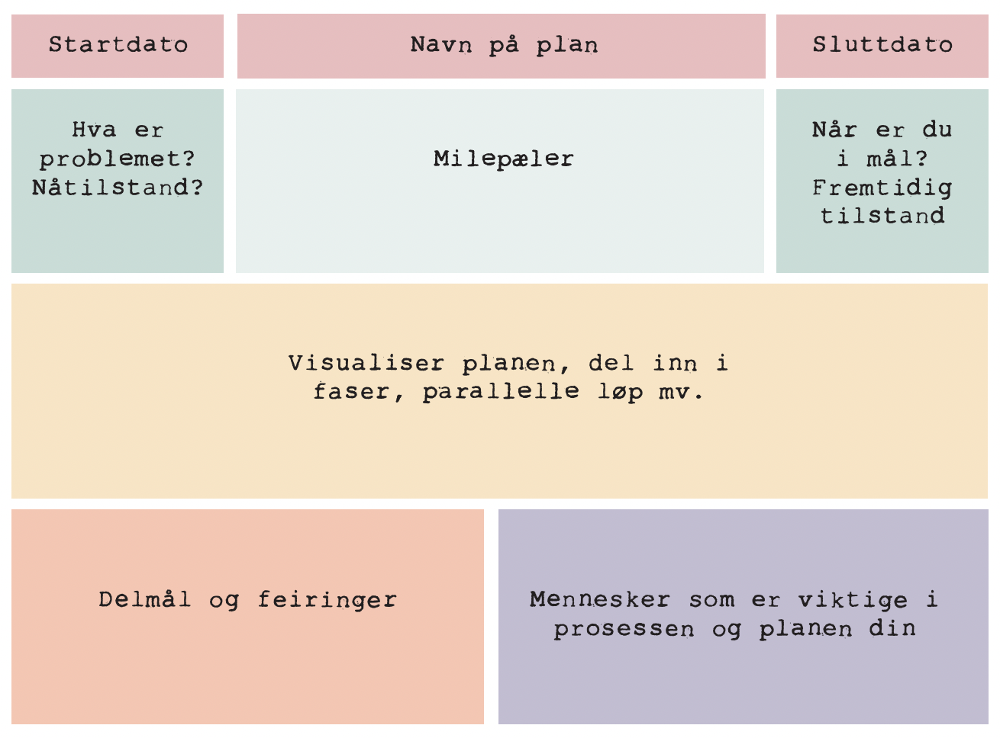 Startdato
Navn på plan
Sluttdato
Hva er
problemet?
Nåtilstand?
Milepæler
Når er du
i mål?
Fremtidig
tilstand
Visualiser planen, del inn i
faser, parallelle løp mv.
Delmål og feiringer
Mennesker som er viktige i
prosessen og planen din